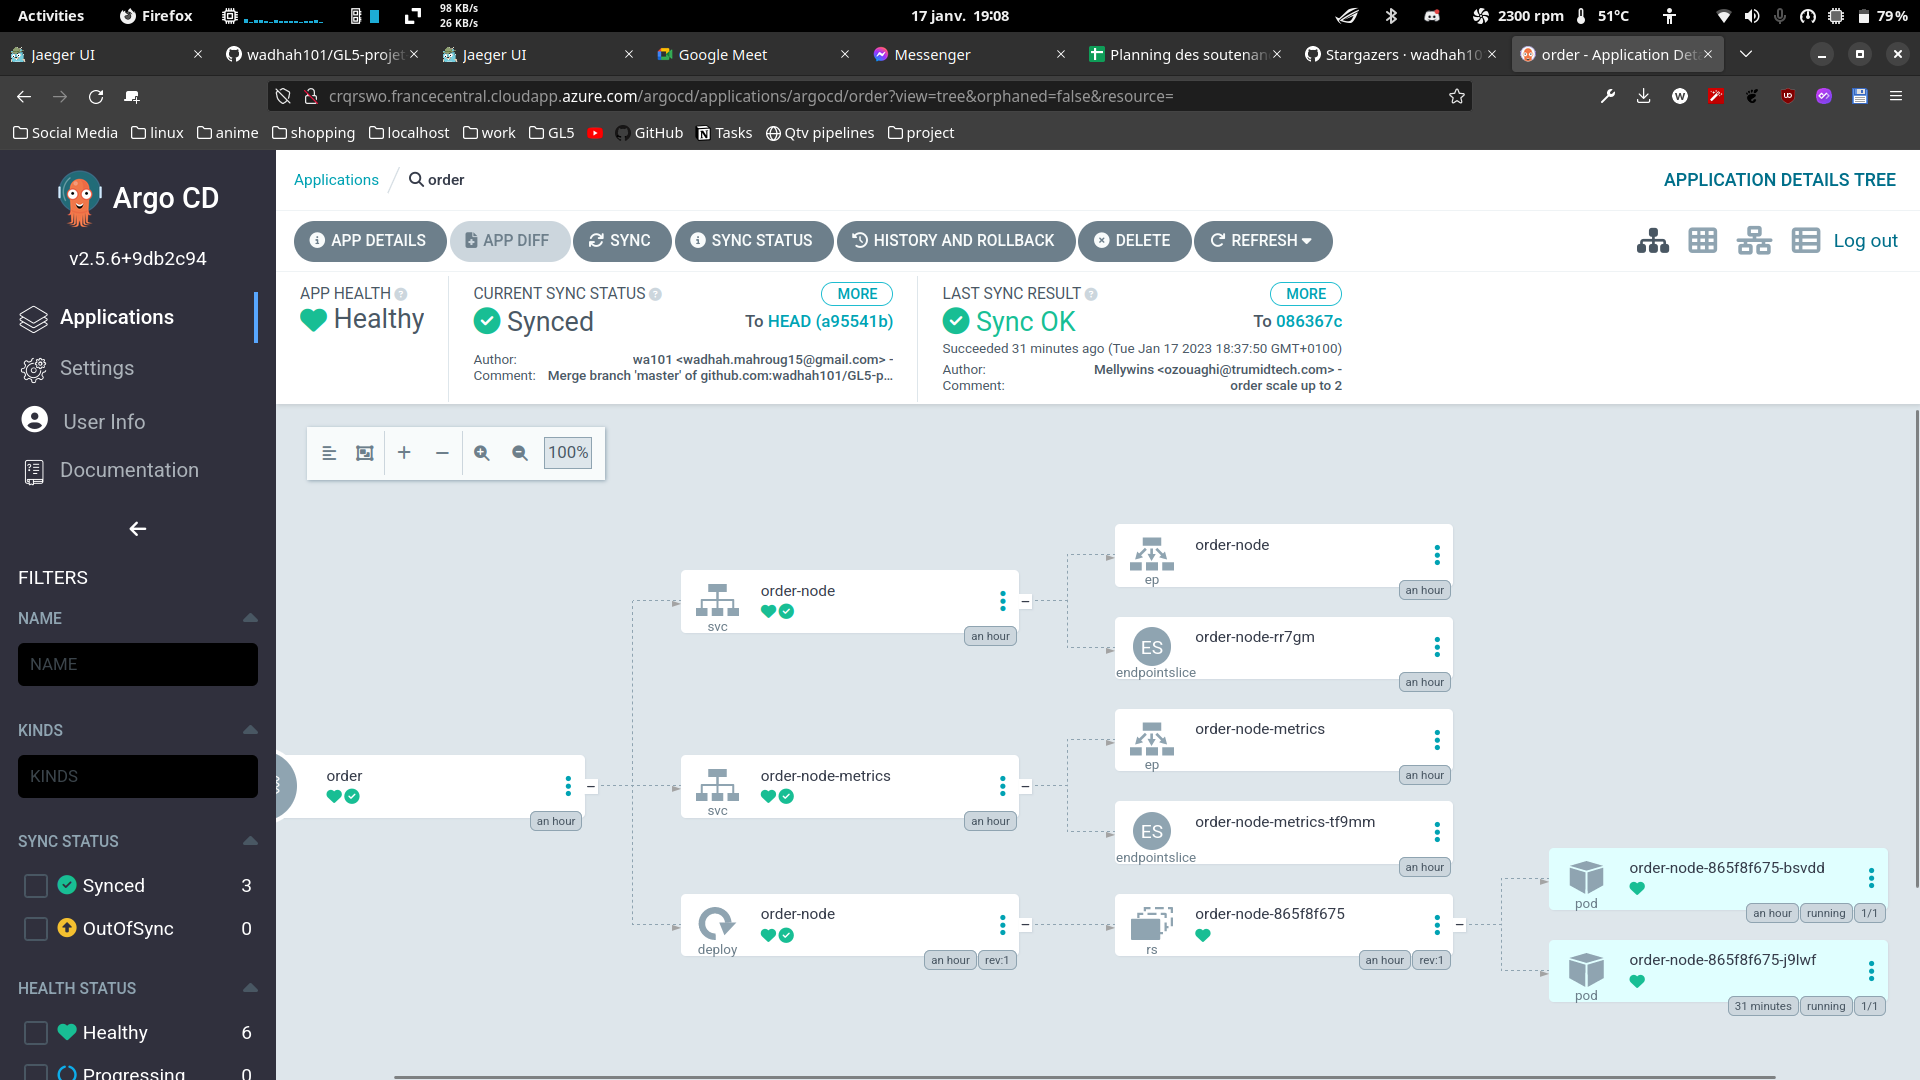 Activities
Firefox
98 KB/s
26 KB/s
17 janv. 19:08
2300 rpm
51°C
79 %
Jaeger UI
wadhah101/GL5-projet
Jaeger UI
Google Meet
Messenger
Planning des soutenan
Stargazers · wadhah10
order - Application Det
crqrswo.francecentral.cloudapp.azure.com/argocd/applications/argocd/order?view=tree&orphaned=false&resource=
Social Media
linux
anime
shopping
localhost
work
GL5
GitHub
Tasks
Qtv pipelines
project
Argo CD
v2.5.6+9db2c94
Applications
Settings
User Info
Documentation
FILTERS
NAME
NAME
KINDS
KINDS
SYNC STATUS
Synced 3
OutOfSync 0
HEALTH STATUS
Healthy 6
Progressing 0
Applications / order
APPLICATION DETAILS TREE
APP DETAILS
APP DIFF
SYNC
SYNC STATUS
HISTORY AND ROLLBACK
DELETE
REFRESH
Log out
APP HEALTH
Healthy
CURRENT SYNC STATUS
MORE
Synced
To HEAD (a95541b)
Author: wa101 <wadhah.mahroug15@gmail.com> -
Comment: Merge branch 'master' of github.com:wadhah101/GL5-p...
LAST SYNC RESULT
MORE
Sync OK
To 086367c
Succeeded 31 minutes ago (Tue Jan 17 2023 18:37:50 GMT+0100)
Author: Mellywins <ozouaghi@trumidtech.com> -
Comment: order scale up to 2
100%
order
an hour
order-node
svc
an hour
order-node-metrics
svc
an hour
order-node
deploy
an hour
rev:1
order-node
ep
an hour
order-node-rr7gm
ES
endpointslice
an hour
order-node-metrics
ep
an hour
order-node-metrics-tf9mm
ES
endpointslice
an hour
order-node-865f8f675
rs
an hour
rev:1
order-node-865f8f675-bsvdd
pod
an hour
running
1/1
order-node-865f8f675-j9lwf
pod
31 minutes
running
1/1